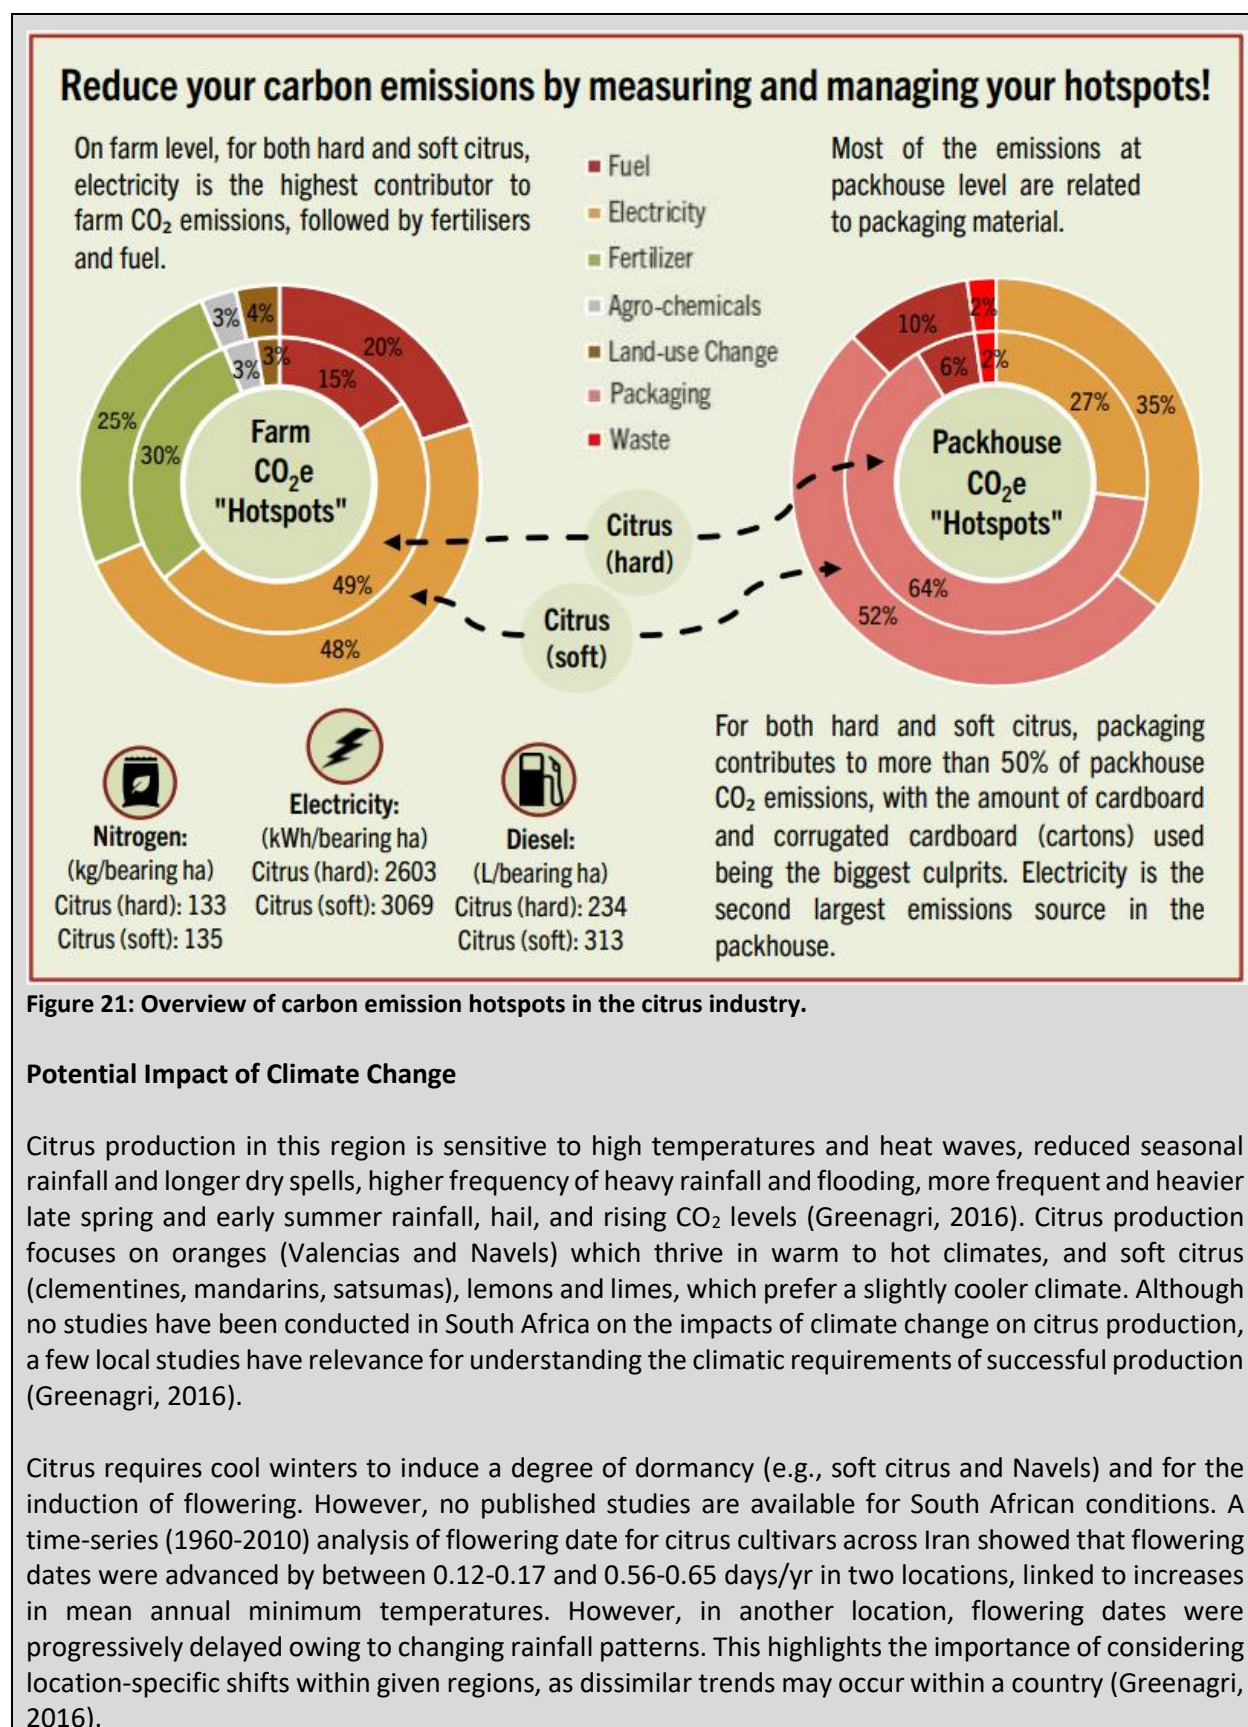 Reduce your carbon emissions by measuring and managing your hotspots!
On farm level, for both hard and soft citrus,
electricity is the highest contributor to
farm CO₂ emissions, followed by fertilisers
and fuel.
Fuel
Electricity
Fertilizer
Agro-chemicals
Land-use Change
Packaging
Waste
Most of the emissions at
packhouse level are related
to packaging material.
3%
4%
20%
3%
3%
15%
25%
30%
49%
48%
Farm
CO₂e
"Hotspots"
10%
2%
6%
2%
27%
35%
64%
52%
Packhouse
CO₂e
"Hotspots"
Citrus
(hard)
Citrus
(soft)
Nitrogen:
(kg/bearing ha)
Citrus (hard): 133
Citrus (soft): 135
Electricity:
(kWh/bearing ha)
Citrus (hard): 2603
Citrus (soft): 3069
Diesel:
(L/bearing ha)
Citrus (hard): 234
Citrus (soft): 313
For both hard and soft citrus, packaging
contributes to more than 50% of packhouse
CO₂ emissions, with the amount of cardboard
and corrugated cardboard (cartons) used
being the biggest culprits. Electricity is the
second largest emissions source in the
packhouse.
Figure 21: Overview of carbon emission hotspots in the citrus industry.
Potential Impact of Climate Change
Citrus production in this region is sensitive to high temperatures and heat waves, reduced seasonal
rainfall and longer dry spells, higher frequency of heavy rainfall and flooding, more frequent and heavier
late spring and early summer rainfall, hail, and rising CO₂ levels (Greenagri, 2016). Citrus production
focuses on oranges (Valencias and Navels) which thrive in warm to hot climates, and soft citrus
(clementines, mandarins, satsumas), lemons and limes, which prefer a slightly cooler climate. Although
no studies have been conducted in South Africa on the impacts of climate change on citrus production,
a few local studies have relevance for understanding the climatic requirements of successful production
(Greenagri, 2016).
Citrus requires cool winters to induce a degree of dormancy (e.g., soft citrus and Navels) and for the
induction of flowering. However, no published studies are available for South African conditions. A
time-series (1960-2010) analysis of flowering date for citrus cultivars across Iran showed that flowering
dates were advanced by between 0.12-0.17 and 0.56-0.65 days/yr in two locations, linked to increases
in mean annual minimum temperatures. However, in another location, flowering dates were
progressively delayed owing to changing rainfall patterns. This highlights the importance of considering
location-specific shifts within given regions, as dissimilar trends may occur within a country (Greenagri,
2016).